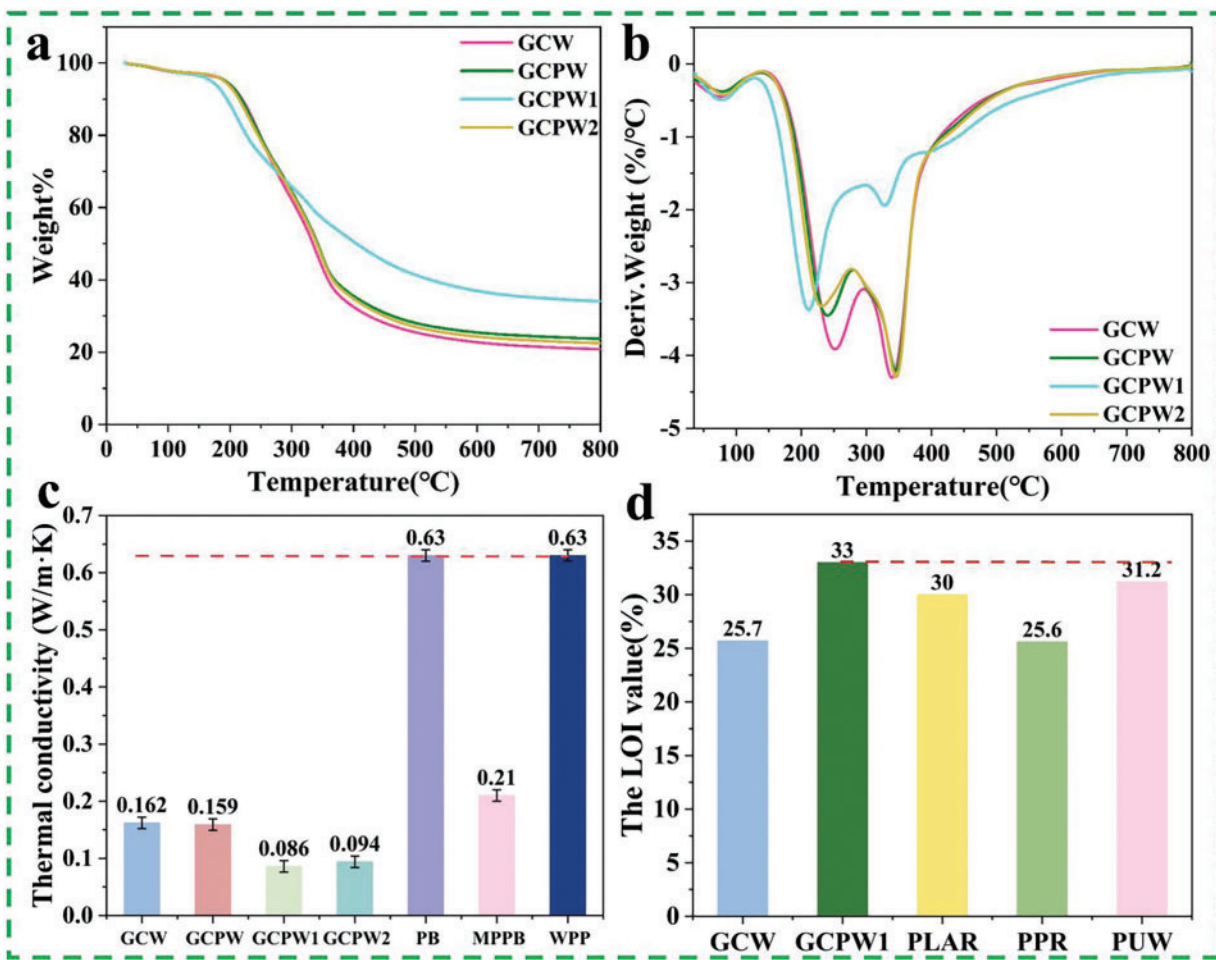 a
GCW
GCPW
GCPW1
GCPW2
100
80
60
40
20
0
Weight%
0 100 200 300 400 500 600 700 800
Temperature(°C)
b
0
-1
-2
-3
-4
-5
Deriv.Weight (%/°C)
GCW
GCPW
GCPW1
GCPW2
100 200 300 400 500 600 700 800
Temperature(°C)
c
0.7
0.6
0.5
0.4
0.3
0.2
0.1
0.0
Thermal conductivity (W/m·K)
0.162
0.159
0.086
0.094
0.63
0.21
0.63
GCW GCPW GCPW1 GCPW2 PB MPPB WPP
d
35
30
25
20
15
10
5
0
The LOI value(%)
25.7
33
30
25.6
31.2
GCW GCPW1 PLAR PPR PUW